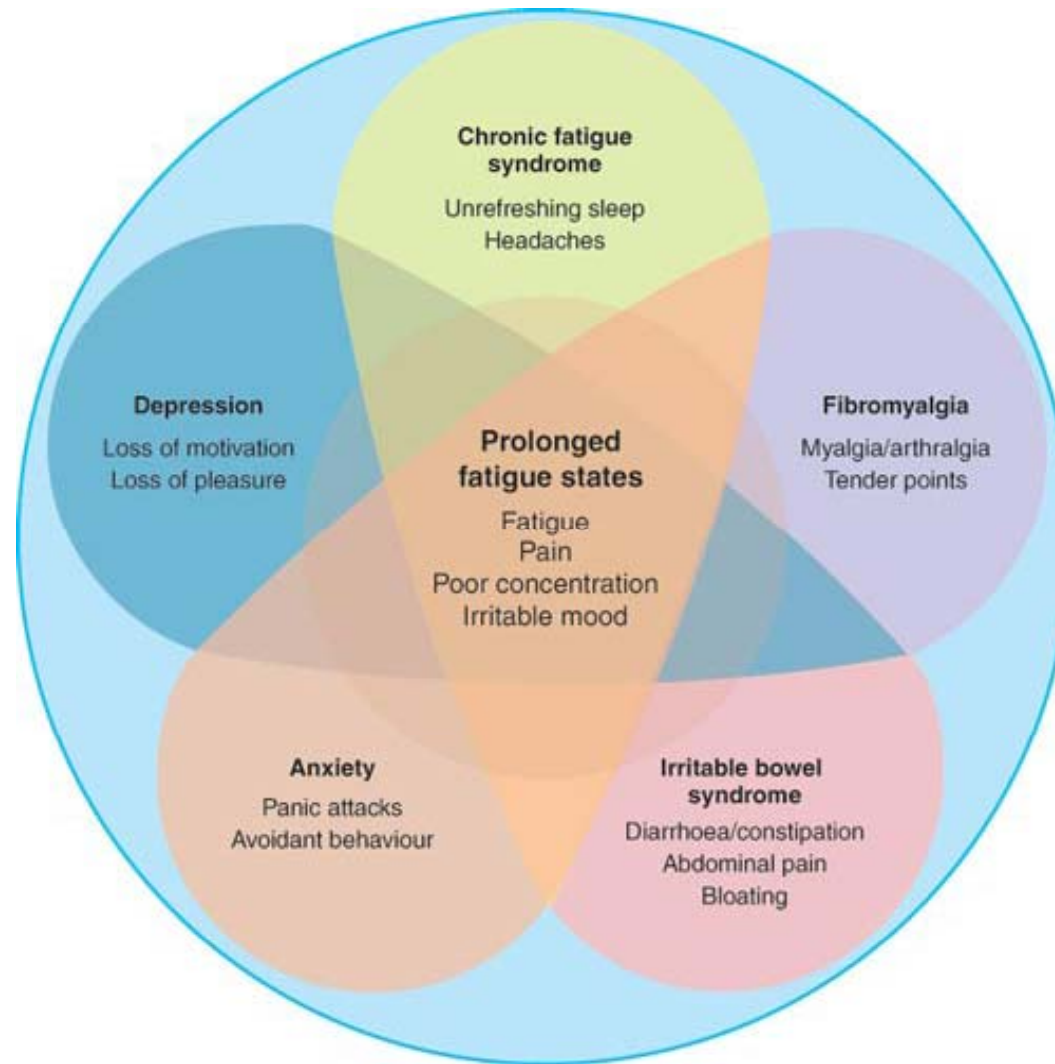 Chronic fatigue
syndrome
Unrefreshing sleep
Headaches
Depression
Loss of motivation
Loss of pleasure
Prolonged
fatigue states
Fatigue
Pain
Poor concentration
Irritable mood
Fibromyalgia
Myalgia/arthralgia
Tender points
Anxiety
Panic attacks
Avoidant behaviour
Irritable bowel
syndrome
Diarrhoea/constipation
Abdominal pain
Bloating